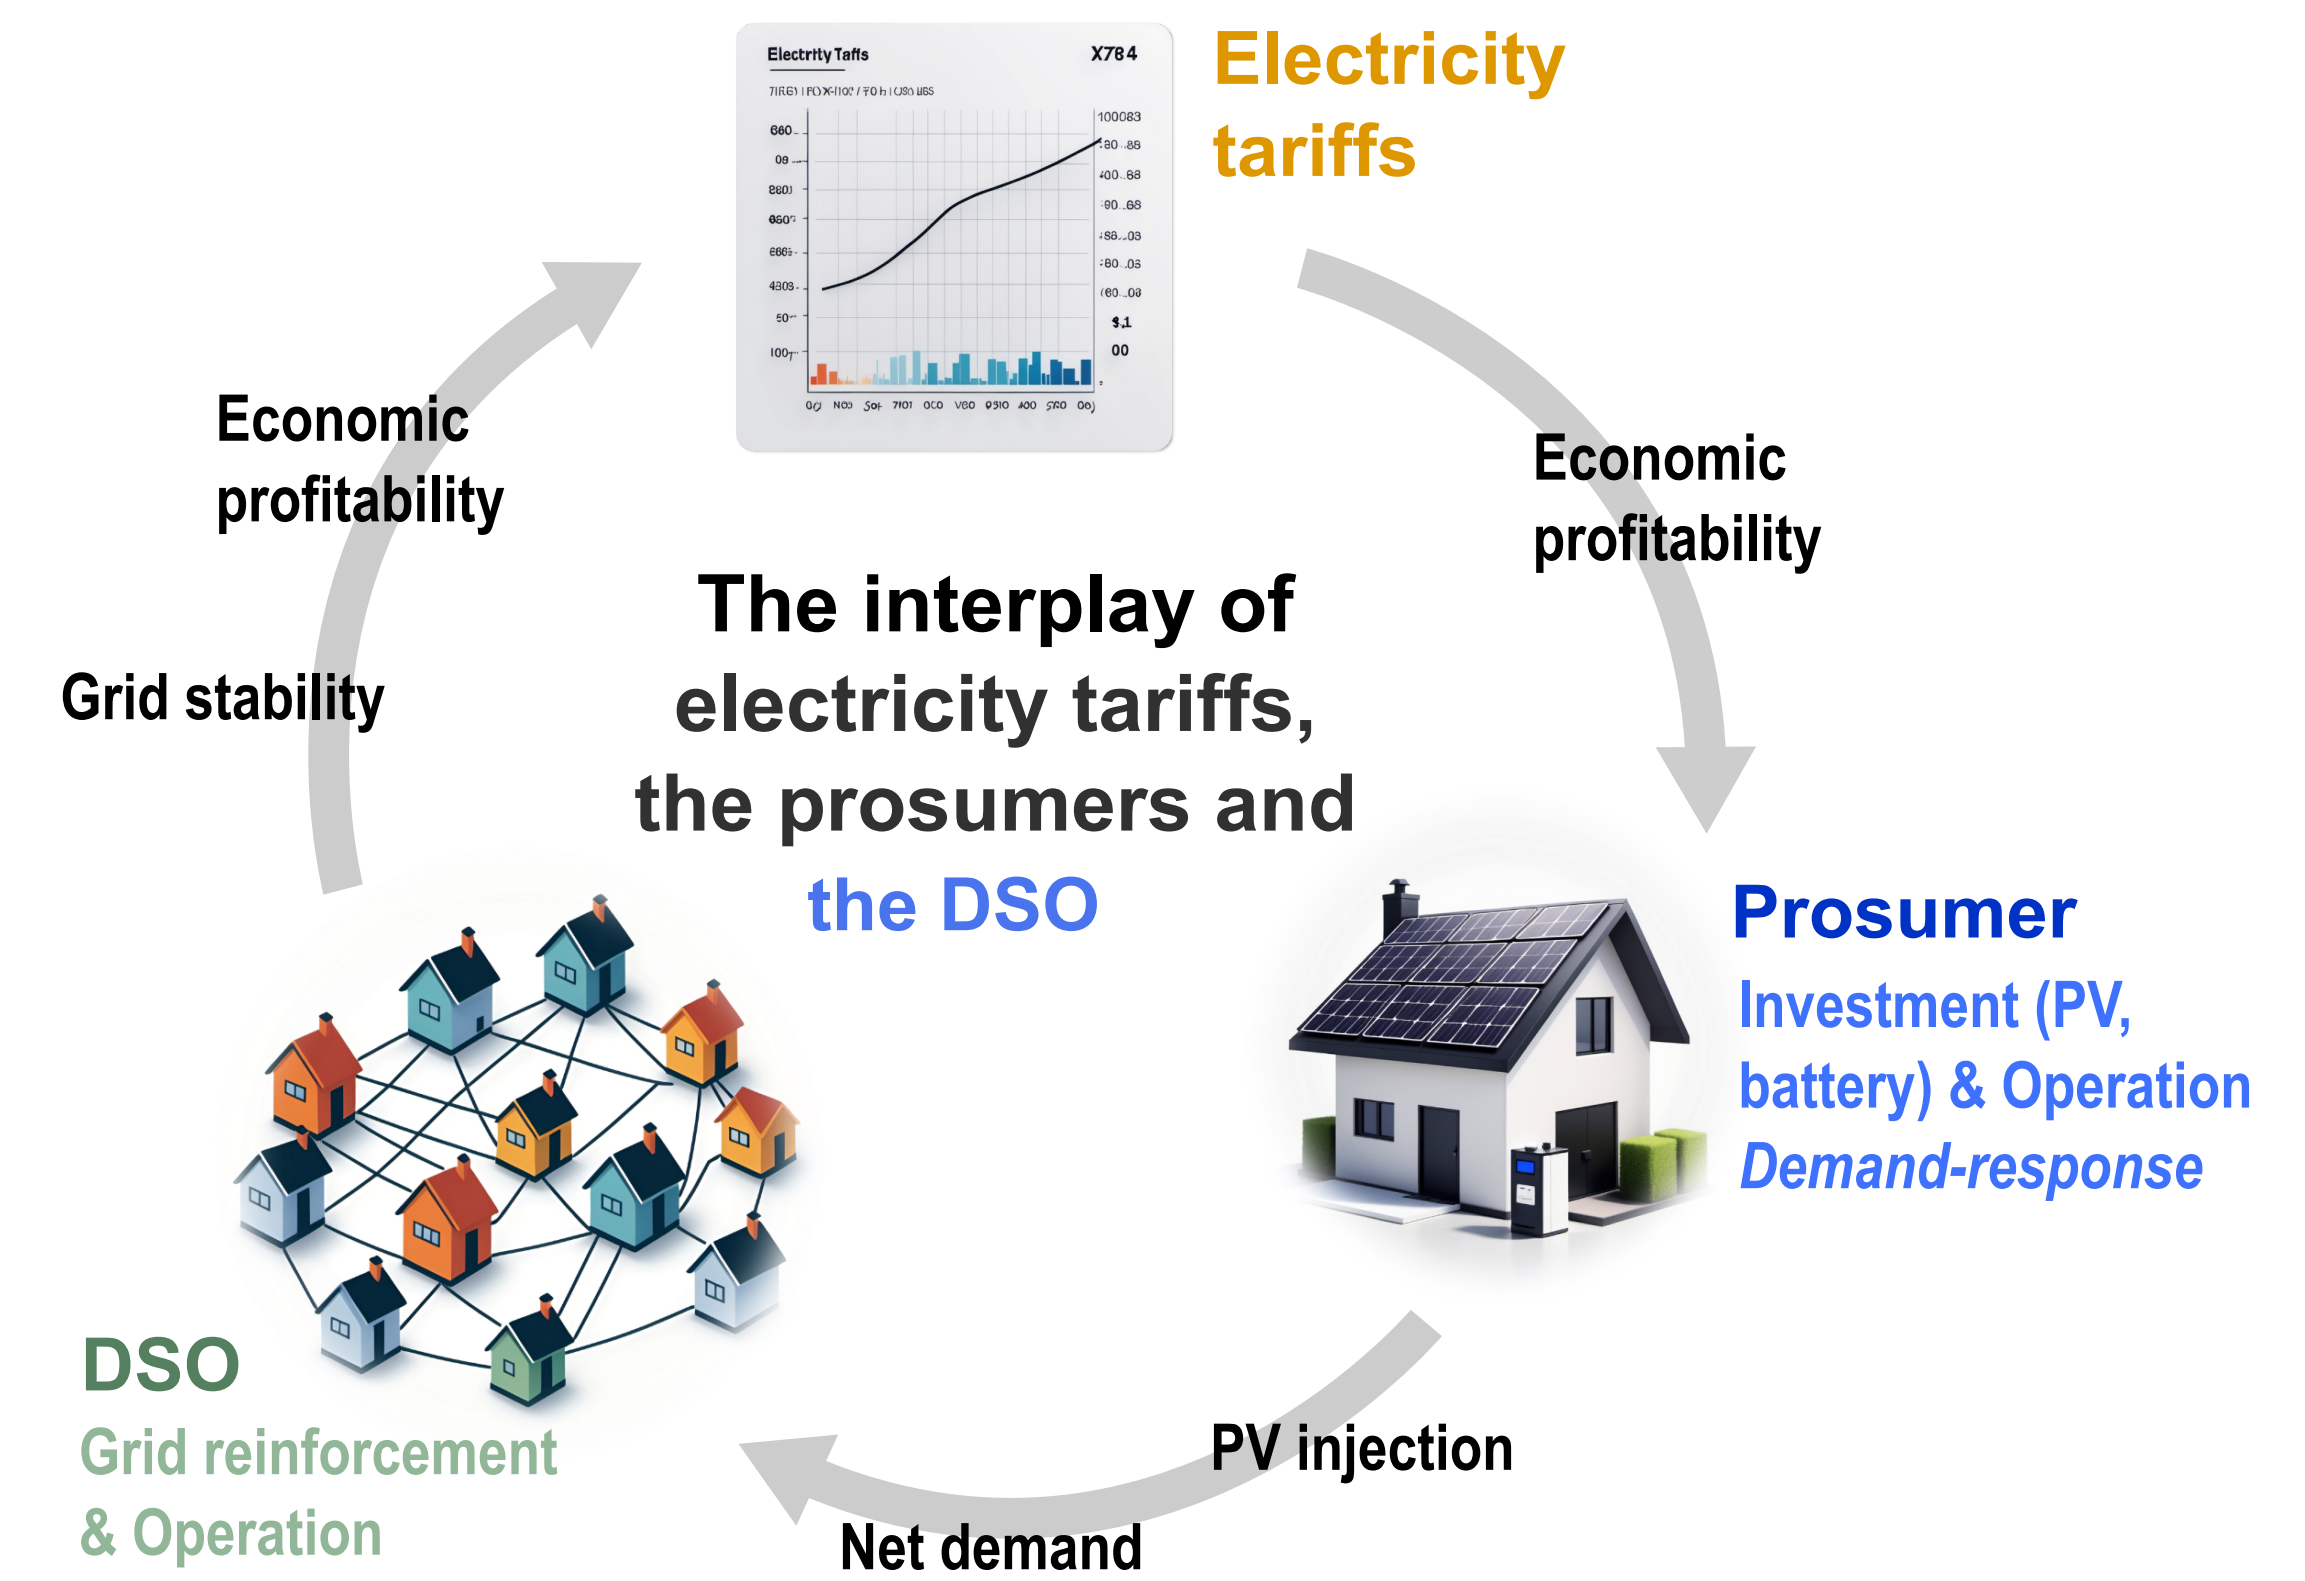 Electrtty Taffs
X784
Electricity
tariffs
Economic
profitability
Economic
profitability
Grid stability
The interplay of
electricity tariffs,
the prosumers and
the DSO
Prosumer
Investment (PV,
battery) & Operation
Demand-response
DSO
Grid reinforcement
& Operation
PV injection
Net demand